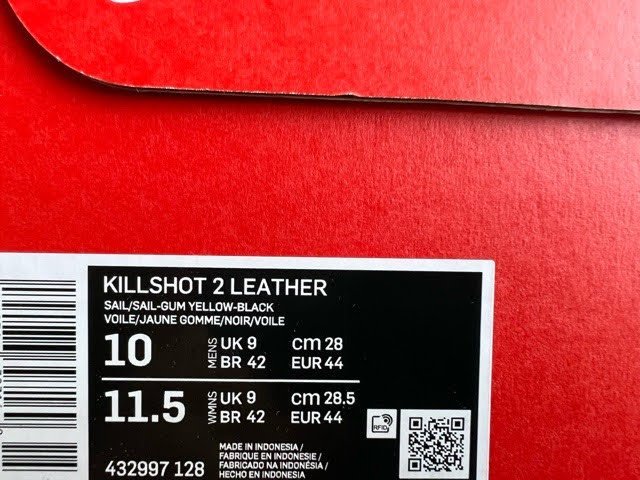 KILLSHOT 2 LEATHER
SAIL/SAIL-GUM YELLOW-BLACK
VOILE/JAUNE GOMME/NOIR/VOILE
10 MENS UK 9 cm 28
BR 42 EUR 44
11.5 WMNS UK 9 cm 28.5
BR 42 EUR 44
RFID
432997 128
MADE IN INDONESIA/
FABRIQUE EN INDONESIE /
FABRICADO NA INDONÉSIA/
HECHO EN INDONESIA